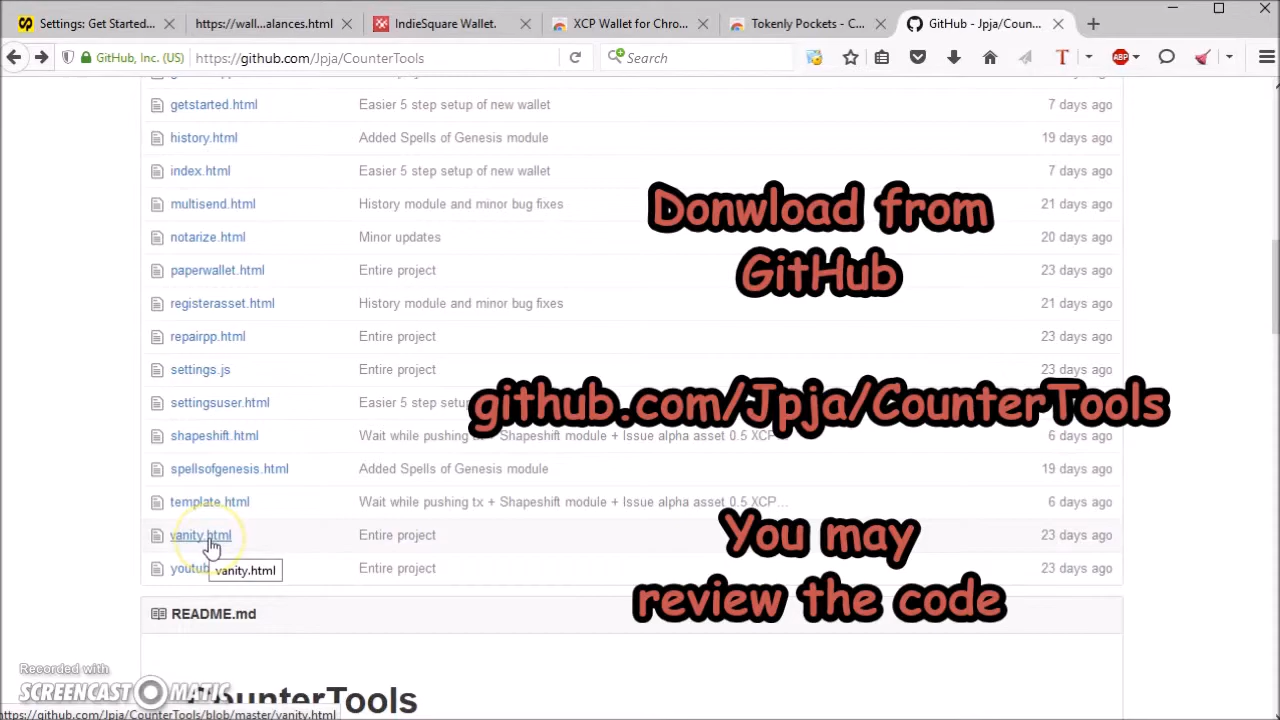 Settings: Get Started... https://wall...alances.html IndieSquare Wallet. XCP Wallet for Chro... Tokenly Pockets - C... GitHub - Jpja/Coun...
GitHub, Inc. (US) https://github.com/Jpja/CounterTools Search
getstarted.html Easier 5 step setup of new wallet 7 days ago
history.html Added Spells of Genesis module 19 days ago
index.html Easier 5 step setup of new wallet 7 days ago
multisend.html History module and minor bug fixes 21 days ago
notarize.html Minor updates 20 days ago
paperwallet.html Entire project 23 days ago
registerasset.html History module and minor bug fixes 21 days ago
repairpp.html Entire project 23 days ago
settings.js Entire project 23 days ago
settingsuser.html Easier 5 step setup
shapeshift.html Wait while pushing tx + Shapeshift module + Issue alpha asset 0.5 XCP... 6 days ago
spellsofgenesis.html Added Spells of Genesis module 19 days ago
template.html Wait while pushing tx + Shapeshift module + Issue alpha asset 0.5 XCP... 6 days ago
vanity.html Entire project 23 days ago
youtub vanity.html Entire project 23 days ago
README.md
CounterTools
Donwload from
GitHub
github.com/Jpja/CounterTools
You may
review the code
Recorded with
SCREENCAST MATIC
https://github.com/Jpja/CounterTools/blob/master/vanity.html